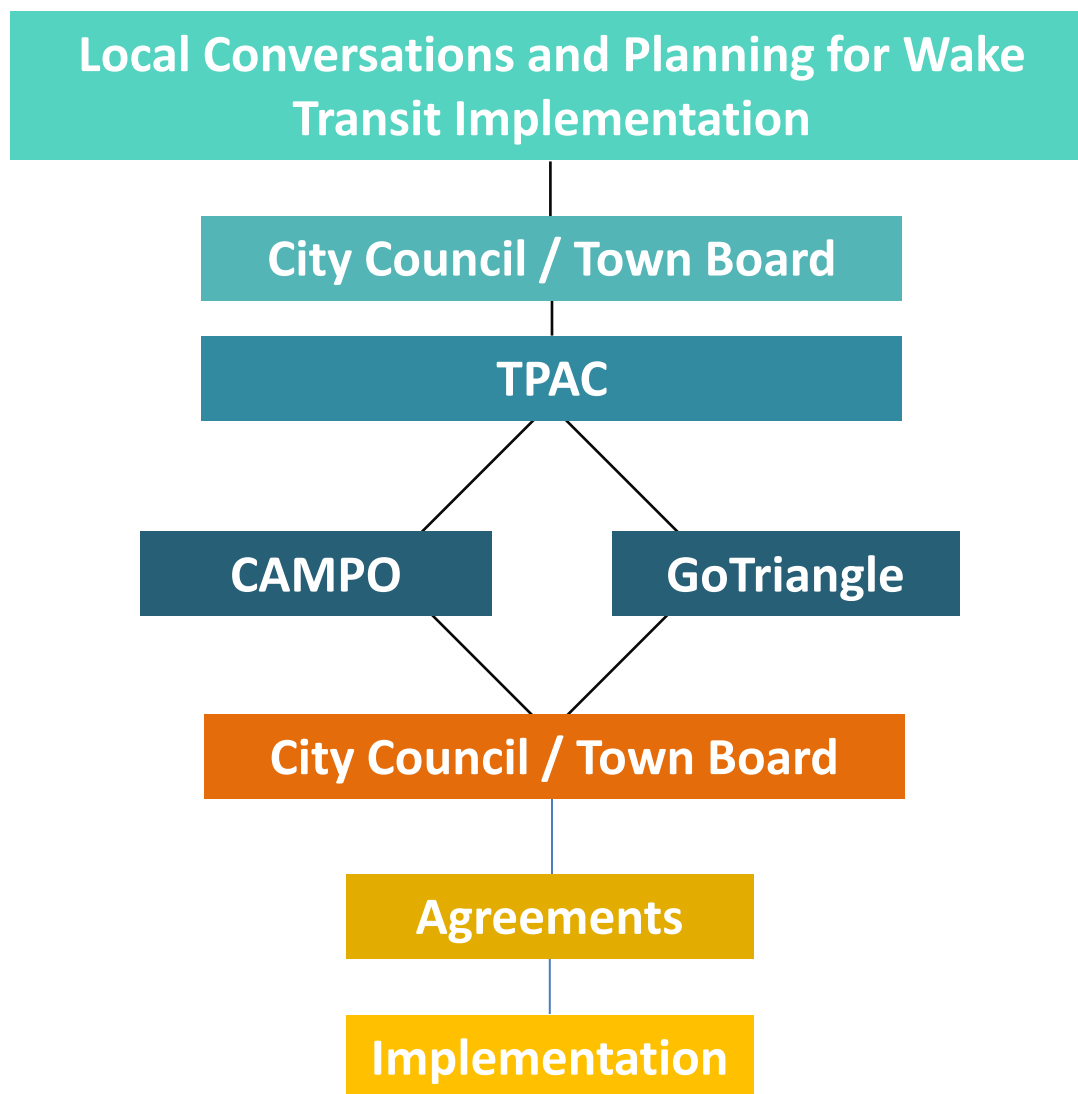 Local Conversations and Planning for Wake
Transit Implementation
City Council / Town Board
TPAC
CAMPO
GoTriangle
City Council / Town Board
Agreements
Implementation